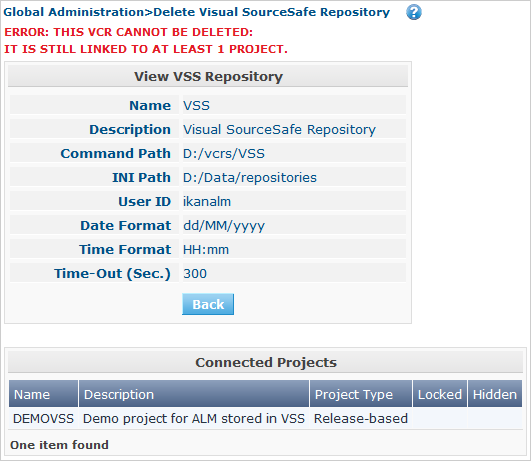 Global Administration>Delete Visual SourceSafe Repository ?
ERROR: THIS VCR CANNOT BE DELETED:
IT IS STILL LINKED TO AT LEAST 1 PROJECT.
View VSS Repository
Name VSS
Description Visual SourceSafe Repository
Command Path D:/vcrs/VSS
INI Path D:/Data/repositories
User ID ikanalm
Date Format dd/MM/yyyy
Time Format HH:mm
Time-Out (Sec.) 300
Back
Connected Projects
Name Description Project Type Locked Hidden
DEMOVSS Demo project for ALM stored in VSS Release-based
One item found